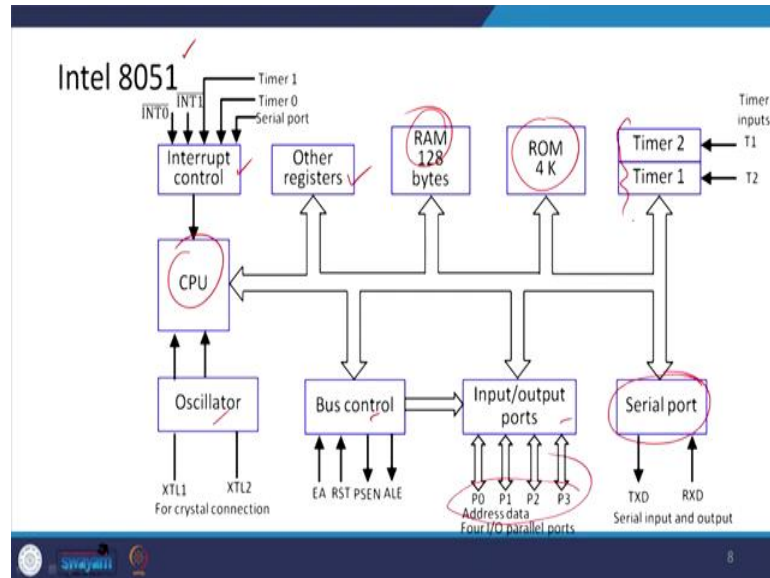 Intel 8051
INT0
INT1
Timer 1
Timer 0
Serial port
Interrupt
control
Other
registers
RAM
128
bytes
ROM
4 K
Timer 2
Timer 1
Timer
inputs
T1
T2
CPU
Oscillator
Bus control
Input/output
ports
Serial port
XTL1
XTL2
For crystal connection
EA RST PSEN ALE
P0 P1 P2 P3
Address data
Four I/O parallel ports
TXD
RXD
Serial input and output
swayam
8